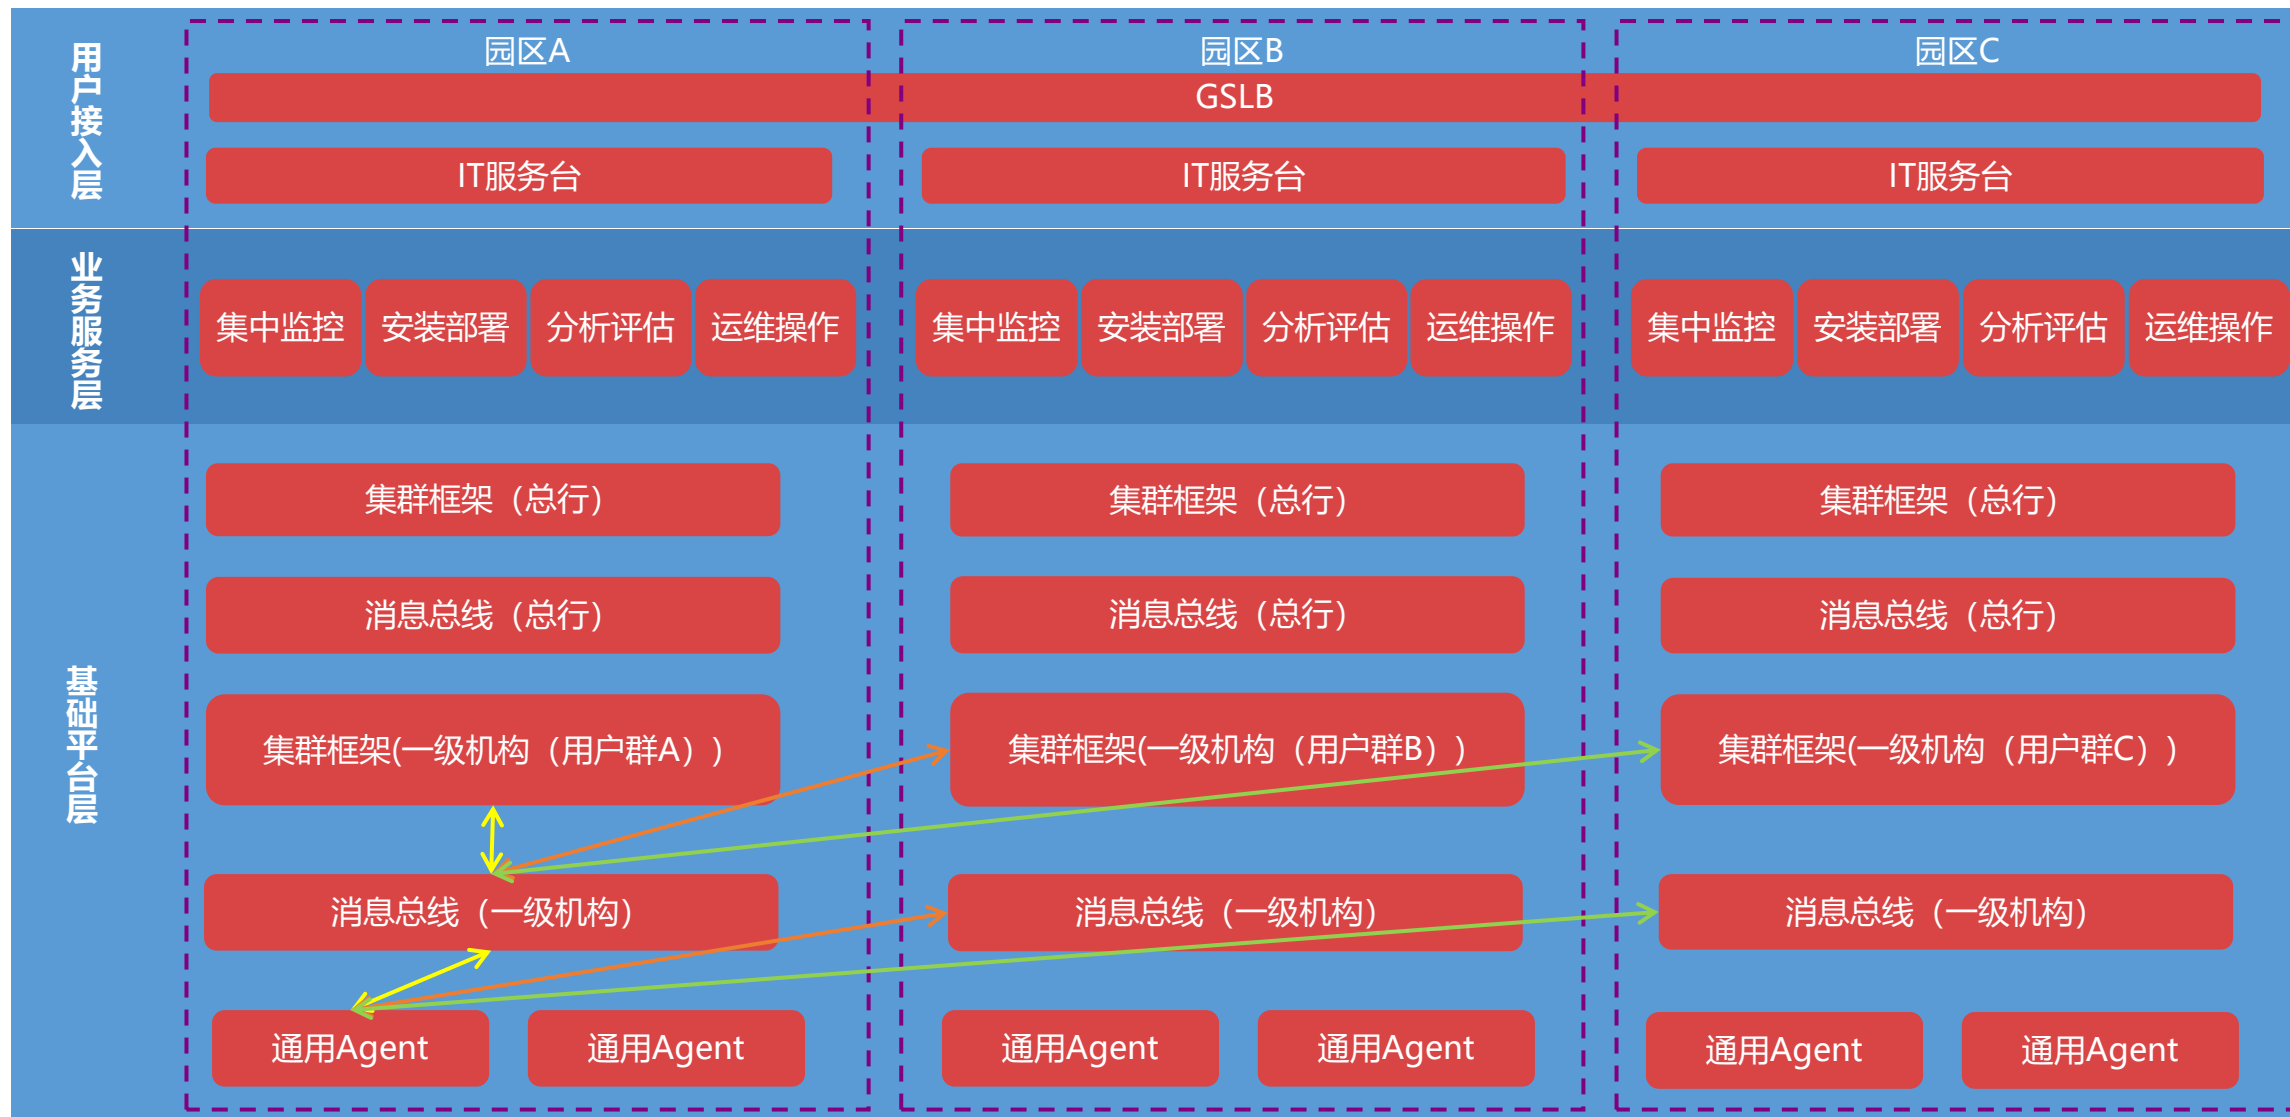 用户接入层
园区A
园区B
园区C
GSLB
IT服务台
IT服务台
IT服务台
业务服务层
集中监控
安装部署
分析评估
运维操作
集中监控
安装部署
分析评估
运维操作
集中监控
安装部署
分析评估
运维操作
基础平台层
集群框架（总行）
集群框架（总行）
集群框架（总行）
消息总线（总行）
消息总线（总行）
消息总线（总行）
集群框架(一级机构（用户群A）)
集群框架(一级机构（用户群B）)
集群框架(一级机构（用户群C）)
消息总线（一级机构）
消息总线（一级机构）
消息总线（一级机构）
通用Agent
通用Agent
通用Agent
通用Agent
通用Agent
通用Agent